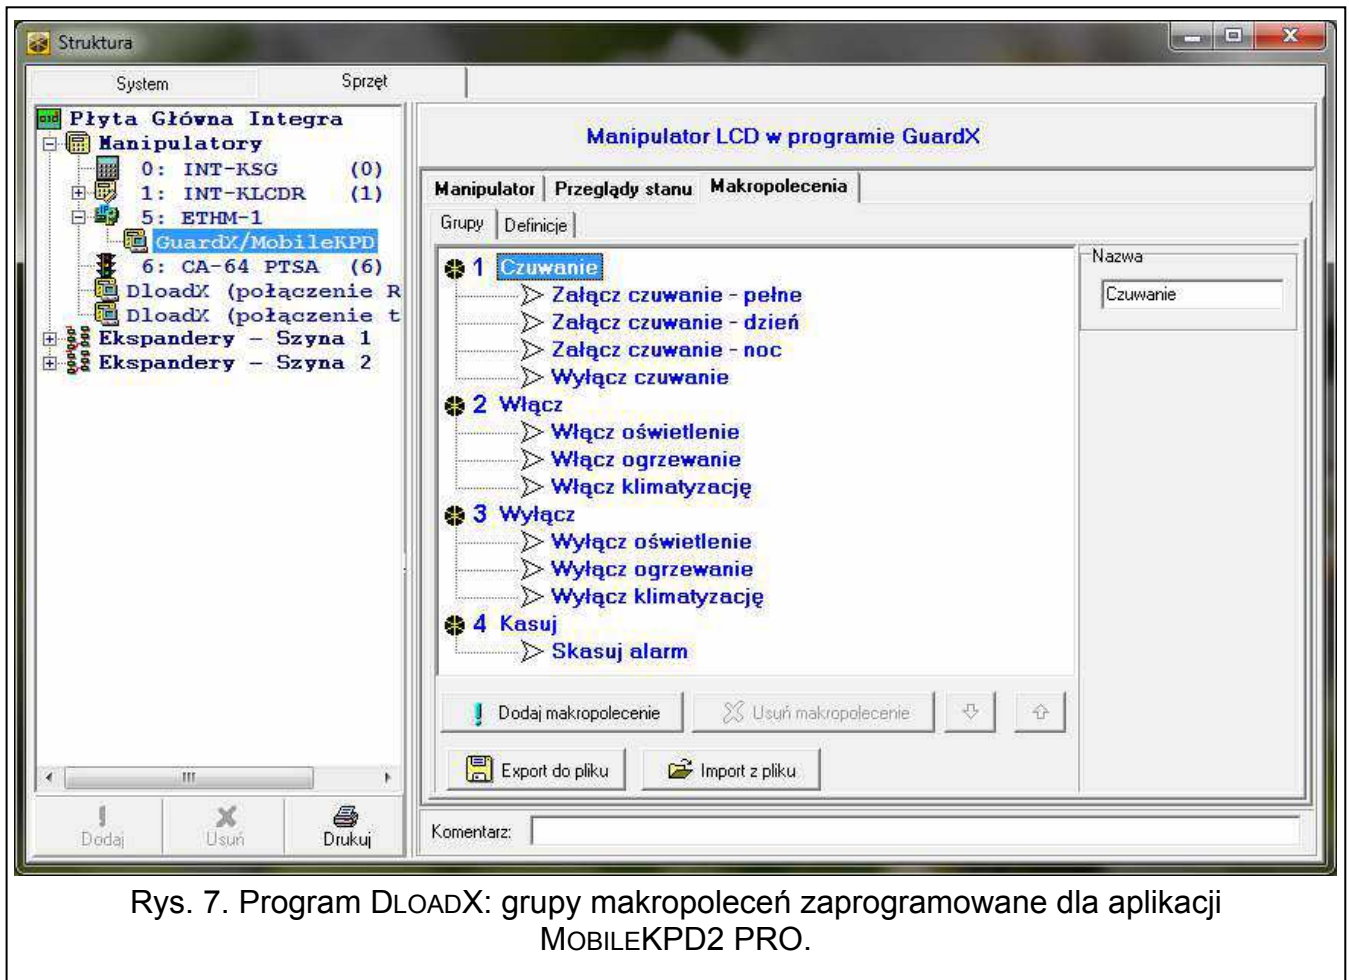 Struktura
System
Sprzęt
Płyta Główna Integra
Manipulatory
0: INT-KSG (0)
1: INT-KLCDR (1)
5: ETHM-1
GuardX/MobileKPD
6: CA-64 PTSA (6)
DloadX (połączenie R
DloadX (połączenie t
Ekspandery - Szyna 1
Ekspandery - Szyna 2
Dodaj
Usuń
Drukuj
Manipulator LCD w programie GuardX
Manipulator
Przeglądy stanu
Makropolecenia
Grupy
Definicje
1 Czuwanie
Załącz czuwanie - pełne
Załącz czuwanie - dzień
Załącz czuwanie - noc
Wyłącz czuwanie
2 Włącz
Włącz oświetlenie
Włącz ogrzewanie
Włącz klimatyzację
3 Wyłącz
Wyłącz oświetlenie
Wyłącz ogrzewanie
Wyłącz klimatyzację
4 Kasuj
Skasuj alarm
Nazwa
Czuwanie
Dodaj makropolecenie
Usuń makropolecenie
Export do pliku
Import z pliku
Komentarz:
Rys. 7. Program DLOADX: grupy makropoleceń zaprogramowane dla aplikacji
MOBILEKPD2 PRO.